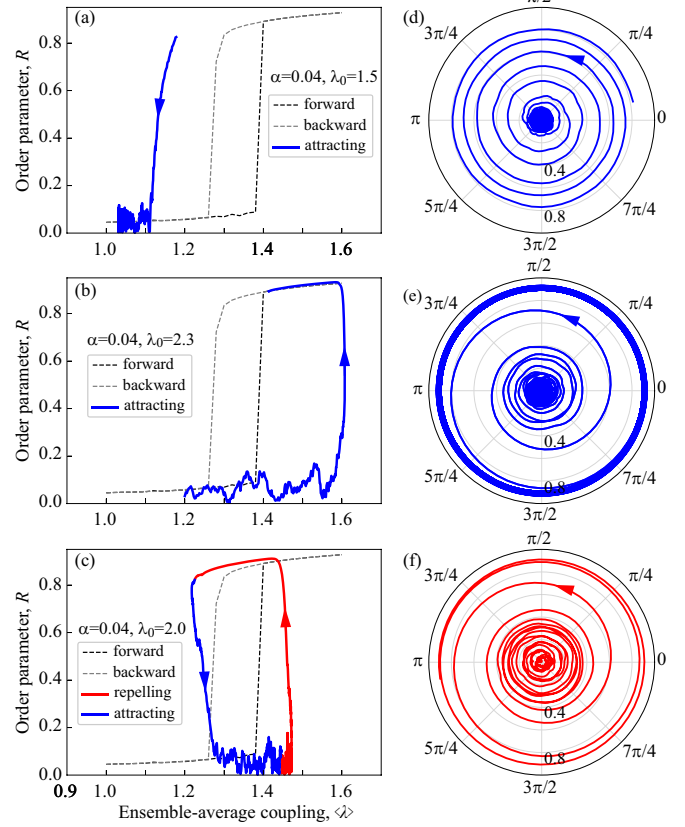 (a)
Order parameter, R
0.8
0.6
0.4
0.2
0.0
α=0.04, λ0=1.5
forward
backward
attracting
1.0
1.2
1.4
1.6
(d)
π/2
3π/4
π/4
π
0
0.4
0.8
5π/4
7π/4
3π/2
(b)
Order parameter, R
0.8
0.6
0.4
0.2
0.0
α=0.04, λ0=2.3
forward
backward
attracting
1.0
1.2
1.4
1.6
(e)
π/2
3π/4
π/4
π
0
0.4
0.8
5π/4
7π/4
3π/2
(c)
Order parameter, R
0.8
0.6
0.4
0.2
0.0
α=0.04, λ0=2.0
forward
backward
repelling
attracting
0.9
1.0
1.2
1.4
1.6
Ensemble-average coupling, ⟨λ⟩
(f)
π/2
3π/4
π/4
π
0
0.4
0.8
5π/4
7π/4
3π/2